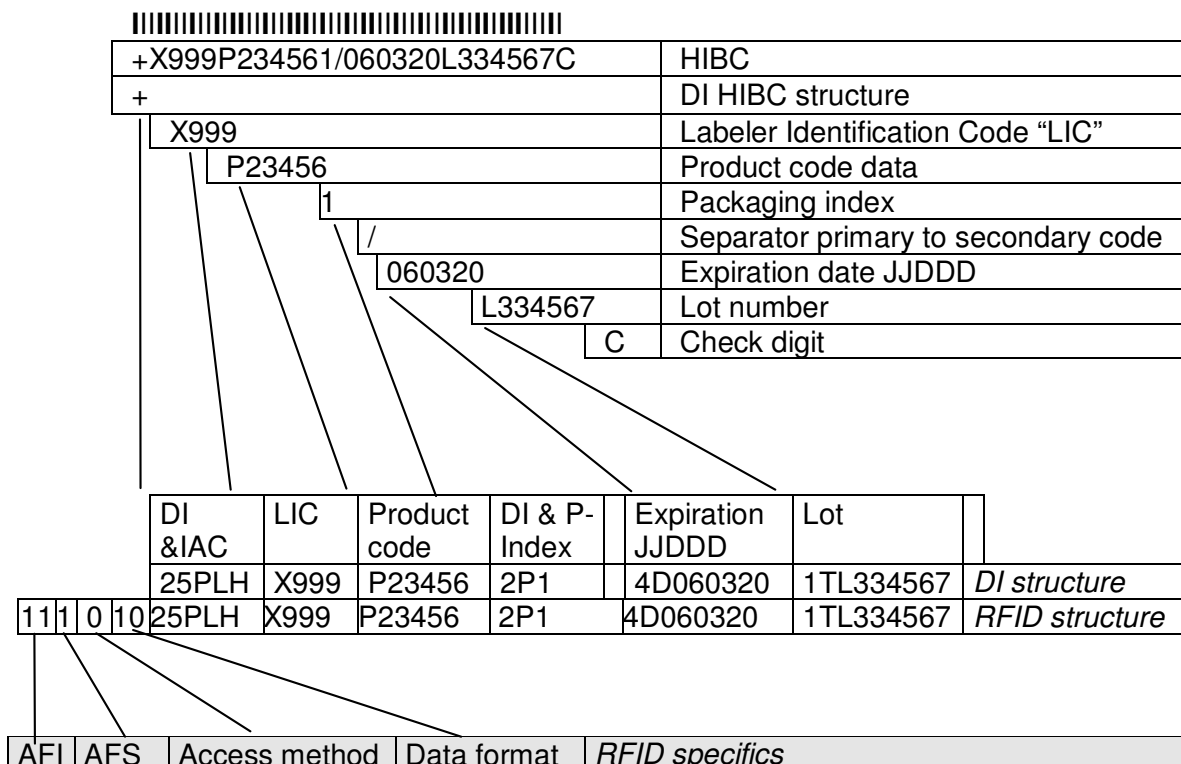 +X999P234561/060320L334567C HIBC
+ DI HIBC structure
X999 Labeler Identification Code “LIC”
P23456 Product code data
1 Packaging index
/ Separator primary to secondary code
060320 Expiration date JJDDD
L334567 Lot number
C Check digit
DI LIC Product DI & P- Expiration Lot
&IAC code Index JJDDD
25PLH X999 P23456 2P1 4D060320 1TL334567 DI structure
11 1 0 10 25PLH X999 P23456 2P1 4D060320 1TL334567 RFID structure
AFI AFS Access method Data format RFID specifics